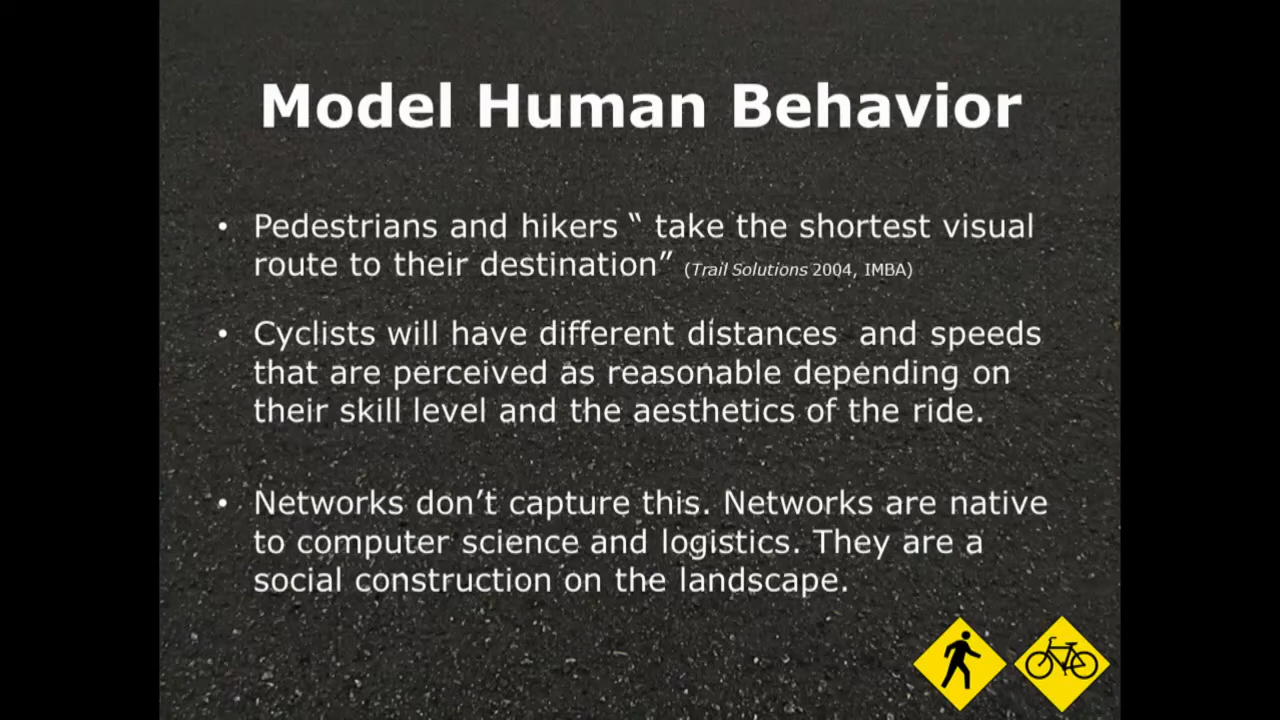 Model Human Behavior
• Pedestrians and hikers “ take the shortest visual
route to their destination” (Trail Solutions 2004, IMBA)
• Cyclists will have different distances  and speeds
that are perceived as reasonable depending on
their skill level and the aesthetics of the ride.
• Networks don’t capture this. Networks are native
to computer science and logistics. They are a
social construction on the landscape.